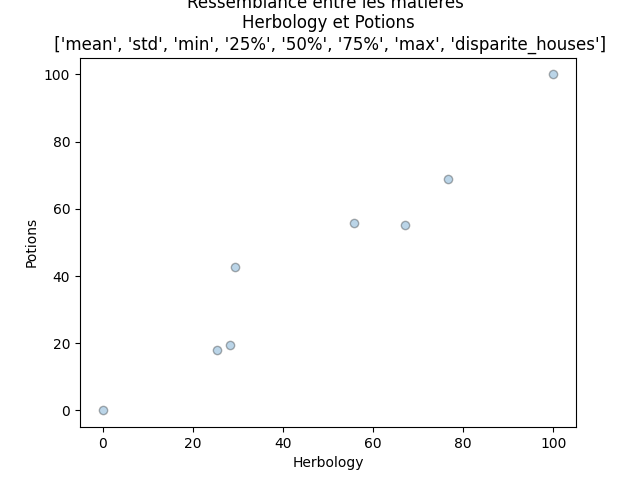 Ressemblance entre les matières
Herbology et Potions
['mean', 'std', 'min', '25%', '50%', '75%', 'max', 'disparite_houses']
100
80
60
40
20
0
Potions
0 20 40 60 80 100
Herbology